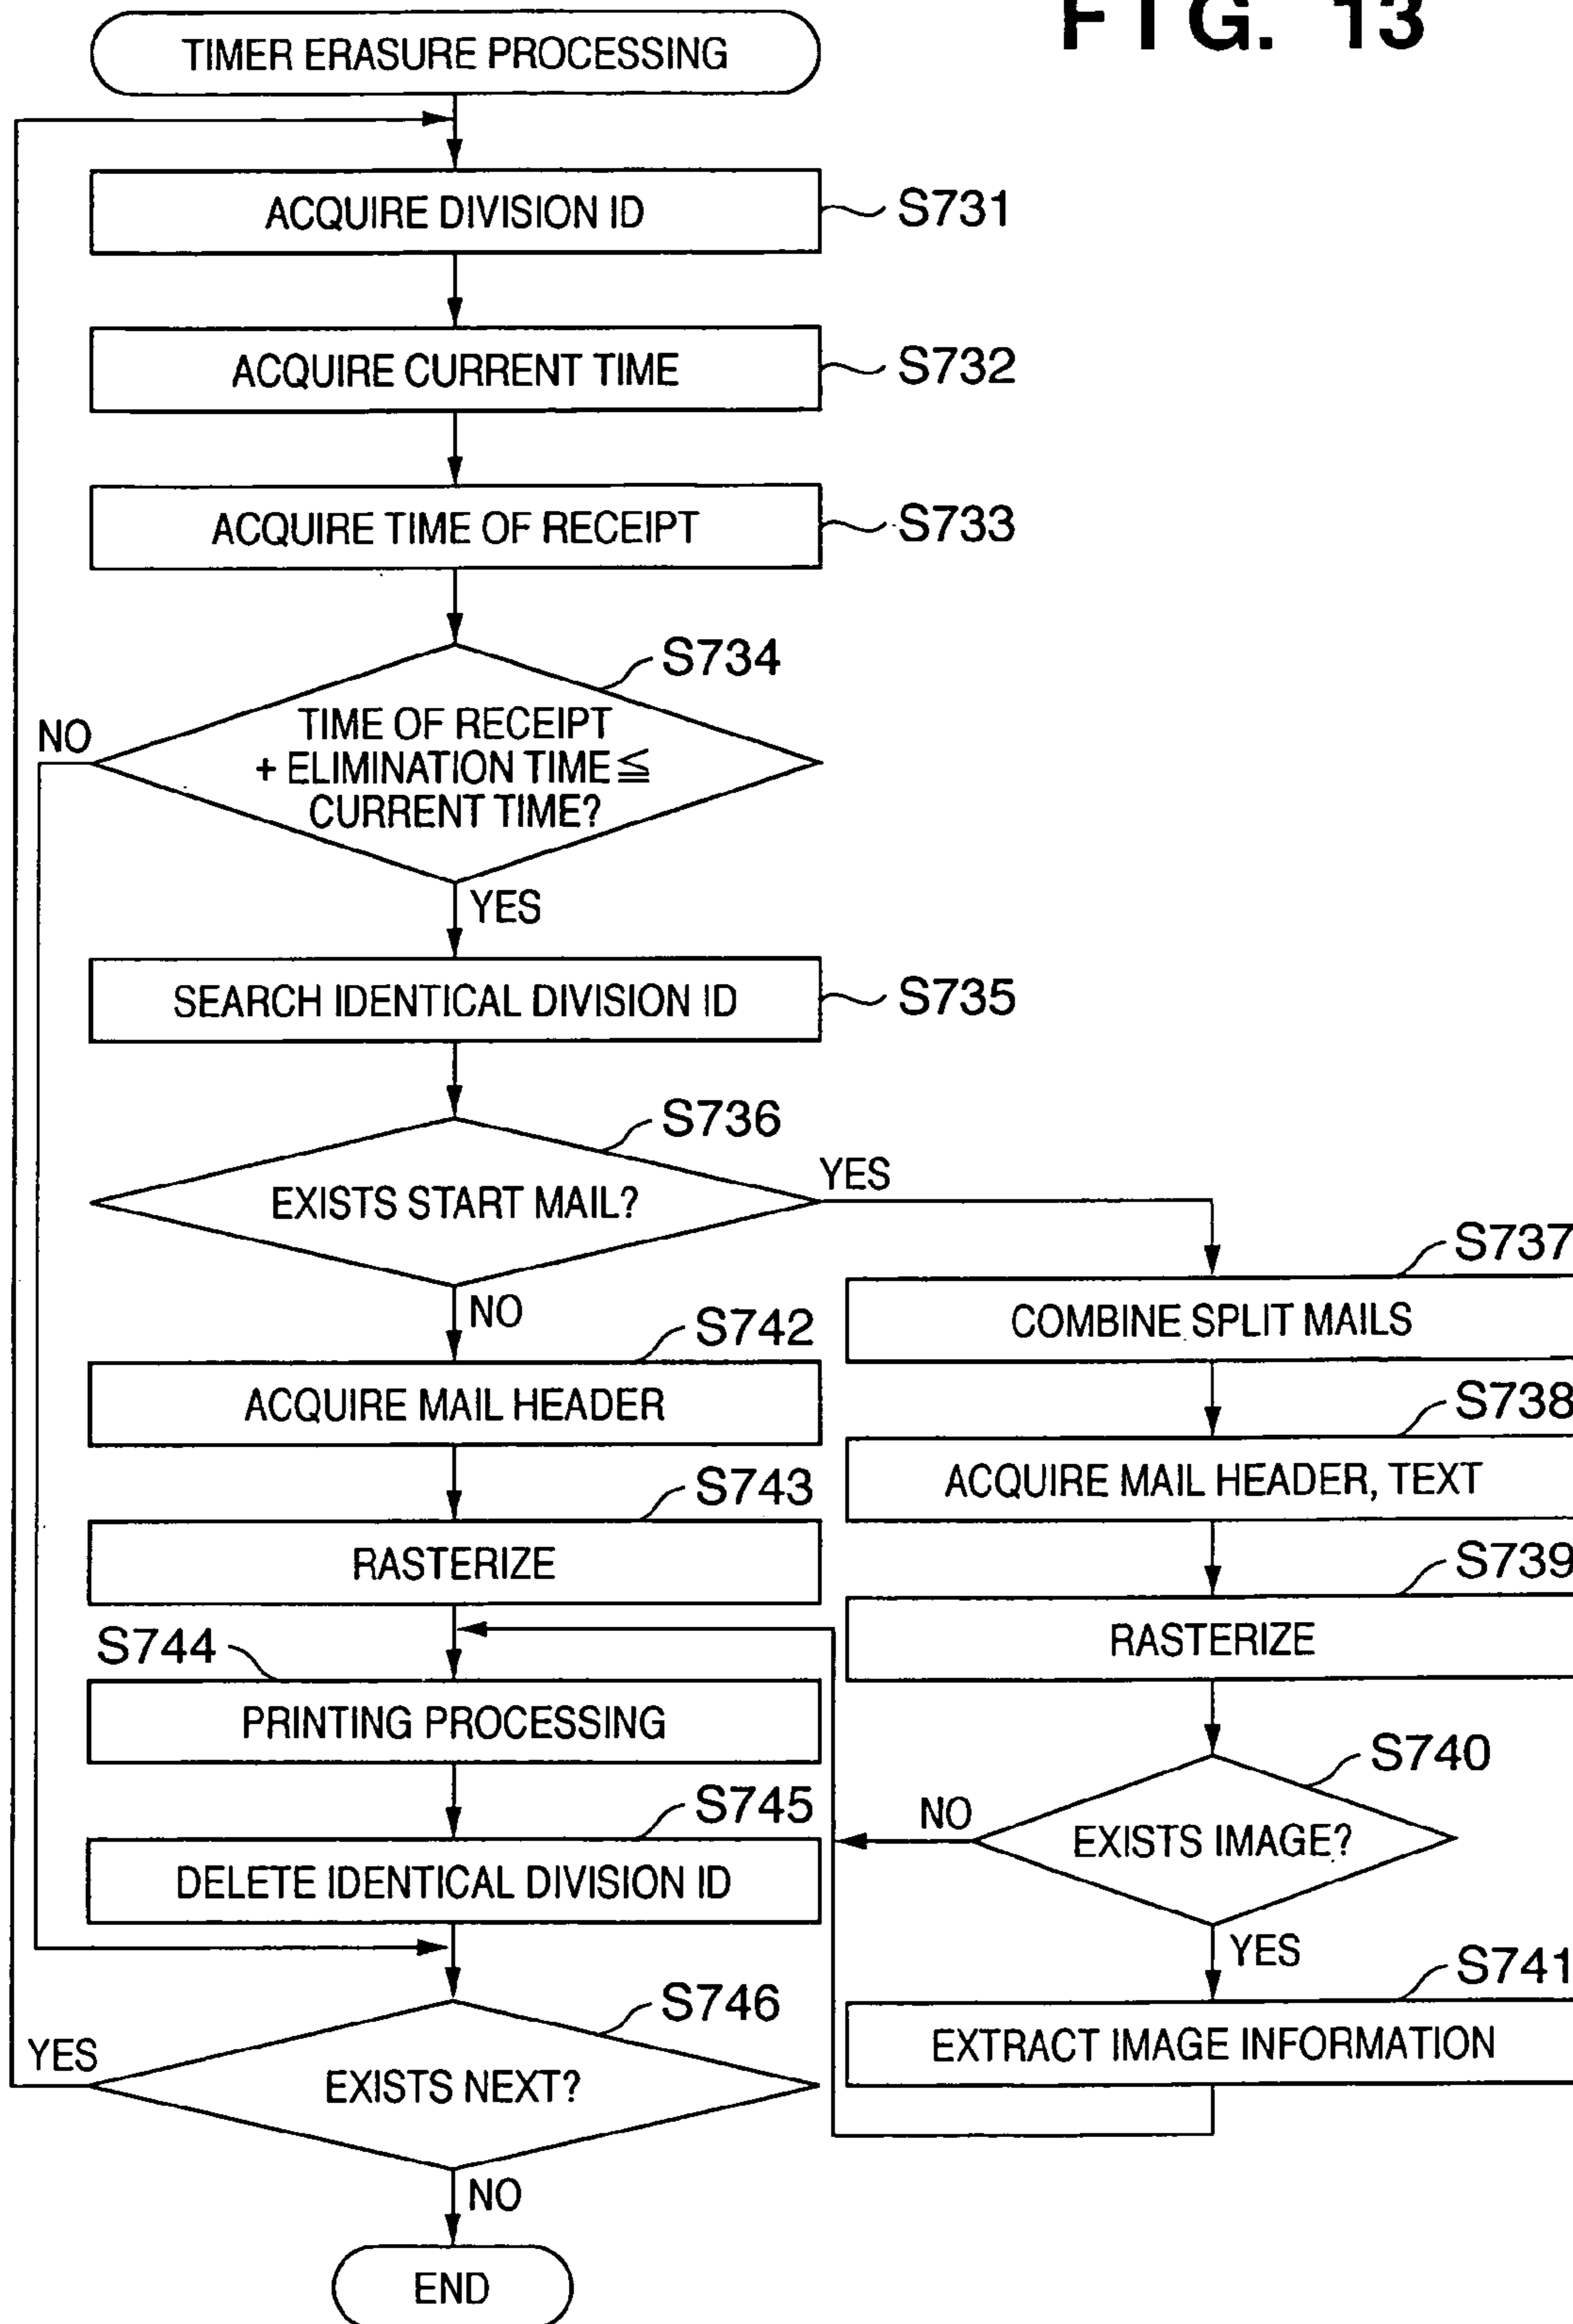 FIG. 13
TIMER ERASURE PROCESSING
ACQUIRE DIVISION ID
S731
ACQUIRE CURRENT TIME
S732
ACQUIRE TIME OF RECEIPT
S733
S734
TIME OF RECEIPT
+ ELIMINATION TIME ≦
CURRENT TIME?
NO
YES
SEARCH IDENTICAL DIVISION ID
S735
S736
EXISTS START MAIL?
YES
NO
S737
COMBINE SPLIT MAILS
S738
ACQUIRE MAIL HEADER, TEXT
S739
RASTERIZE
S740
EXISTS IMAGE?
NO
YES
S741
EXTRACT IMAGE INFORMATION
S742
ACQUIRE MAIL HEADER
S743
RASTERIZE
S744
PRINTING PROCESSING
S745
DELETE IDENTICAL DIVISION ID
S746
EXISTS NEXT?
YES
NO
END